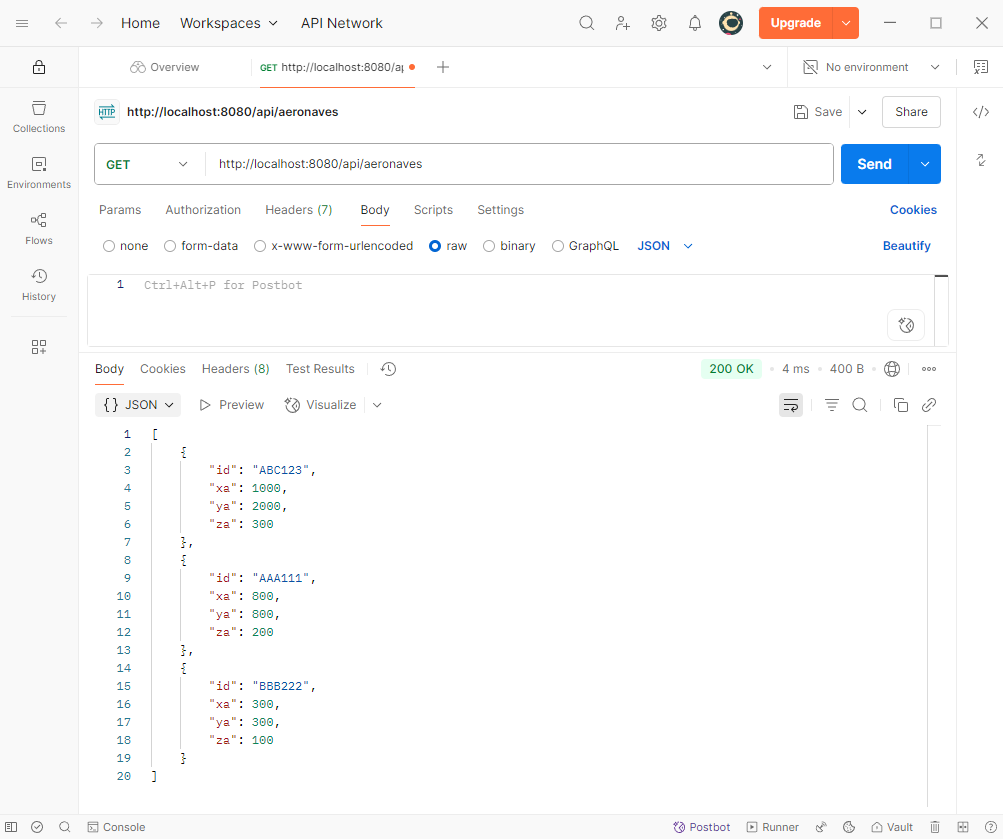 Home Workspaces API Network Upgrade
Overview GET http://localhost:8080/ap No environment
HTTP http://localhost:8080/api/aeronaves Save Share
Collections
Environments
Flows
History
GET http://localhost:8080/api/aeronaves Send
Params Authorization Headers (7) Body Scripts Settings Cookies
none form-data x-www-form-urlencoded raw binary GraphQL JSON Beautify
1 Ctrl+Alt+P for Postbot
Body Cookies Headers (8) Test Results 200 OK 4 ms 400 B
{} JSON Preview Visualize
1 [
2 {
3 "id": "ABC123",
4 "xa": 1000,
5 "ya": 2000,
6 "za": 300
7 },
8 {
9 "id": "AAA111",
10 "xa": 800,
11 "ya": 800,
12 "za": 200
13 },
14 {
15 "id": "BBB222",
16 "xa": 300,
17 "ya": 300,
18 "za": 100
19 }
20 ]
Console Postbot Runner Vault